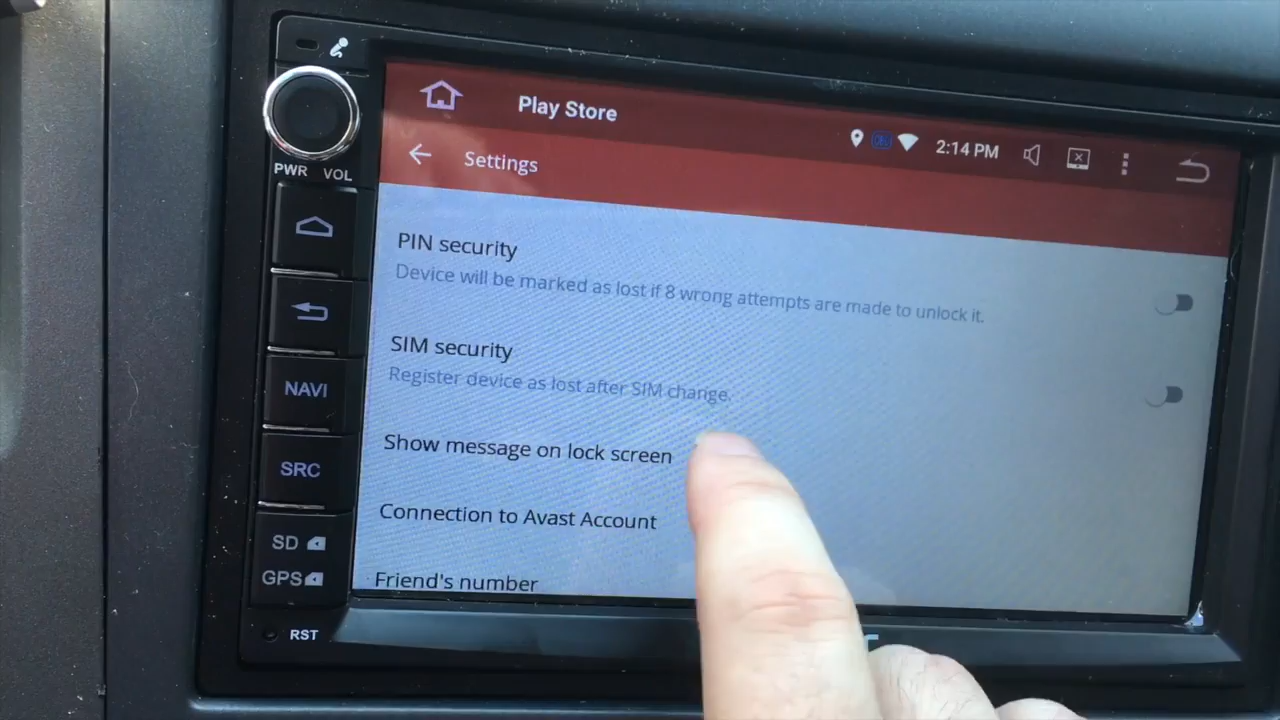 Play Store
2:14 PM
Settings
PWR VOL
PIN security
Device will be marked as lost if 8 wrong attempts are made to unlock it.
SIM security
Register device as lost after SIM change.
NAVI
Show message on lock screen
SRC
Connection to Avast Account
SD
GPS
Friend's number
RST